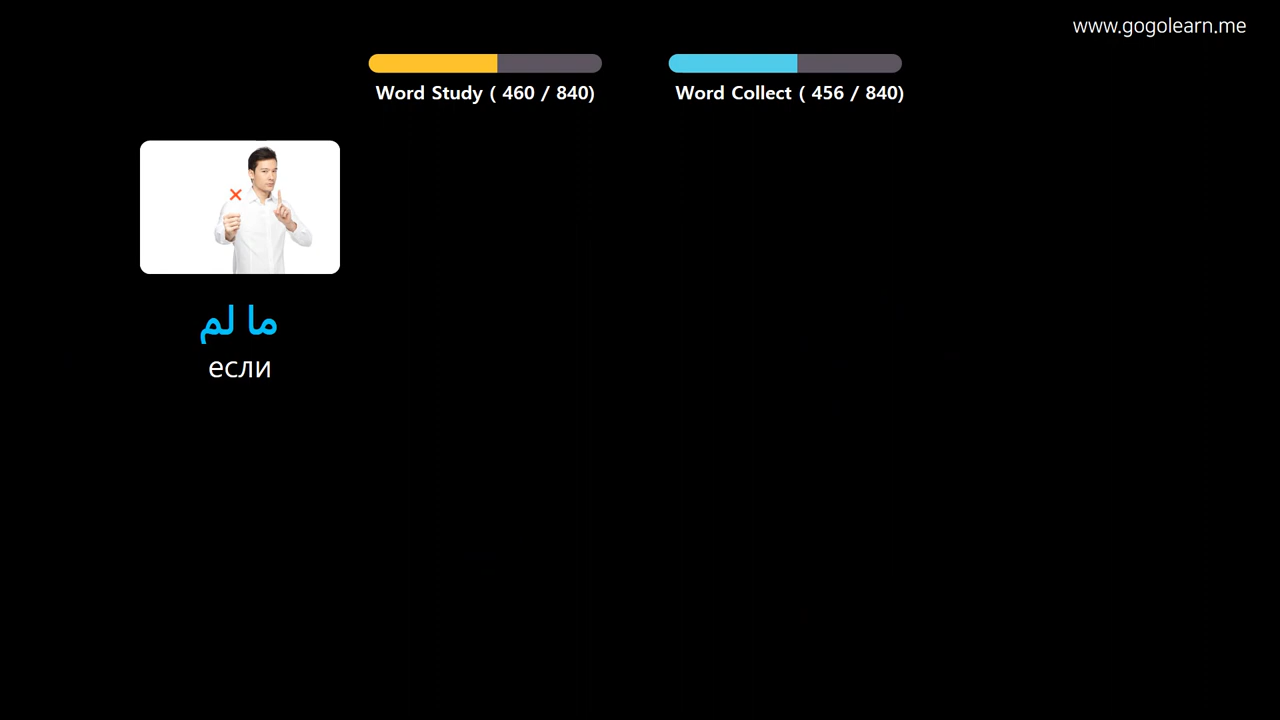 www.gogolearn.me
Word Study ( 460 / 840)
Word Collect ( 456 / 840)
ما لم
если